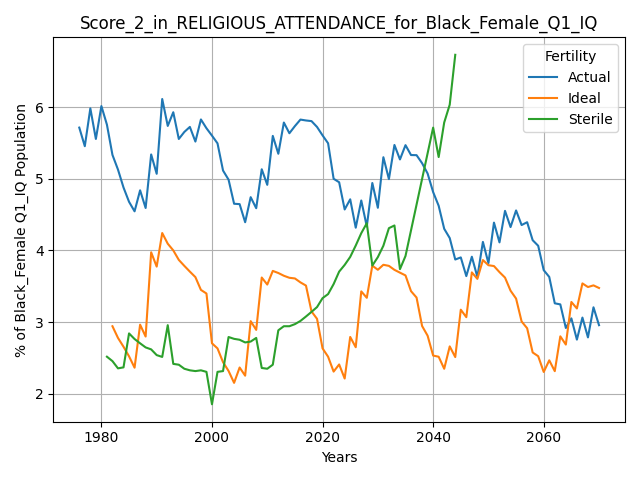 Score_2_in_RELIGIOUS_ATTENDANCE_for_Black_Female_Q1_IQ
% of Black_Female Q1_IQ Population
6
5
4
3
2
Fertility
Actual
Ideal
Sterile
1980 2000 2020 2040 2060
Years